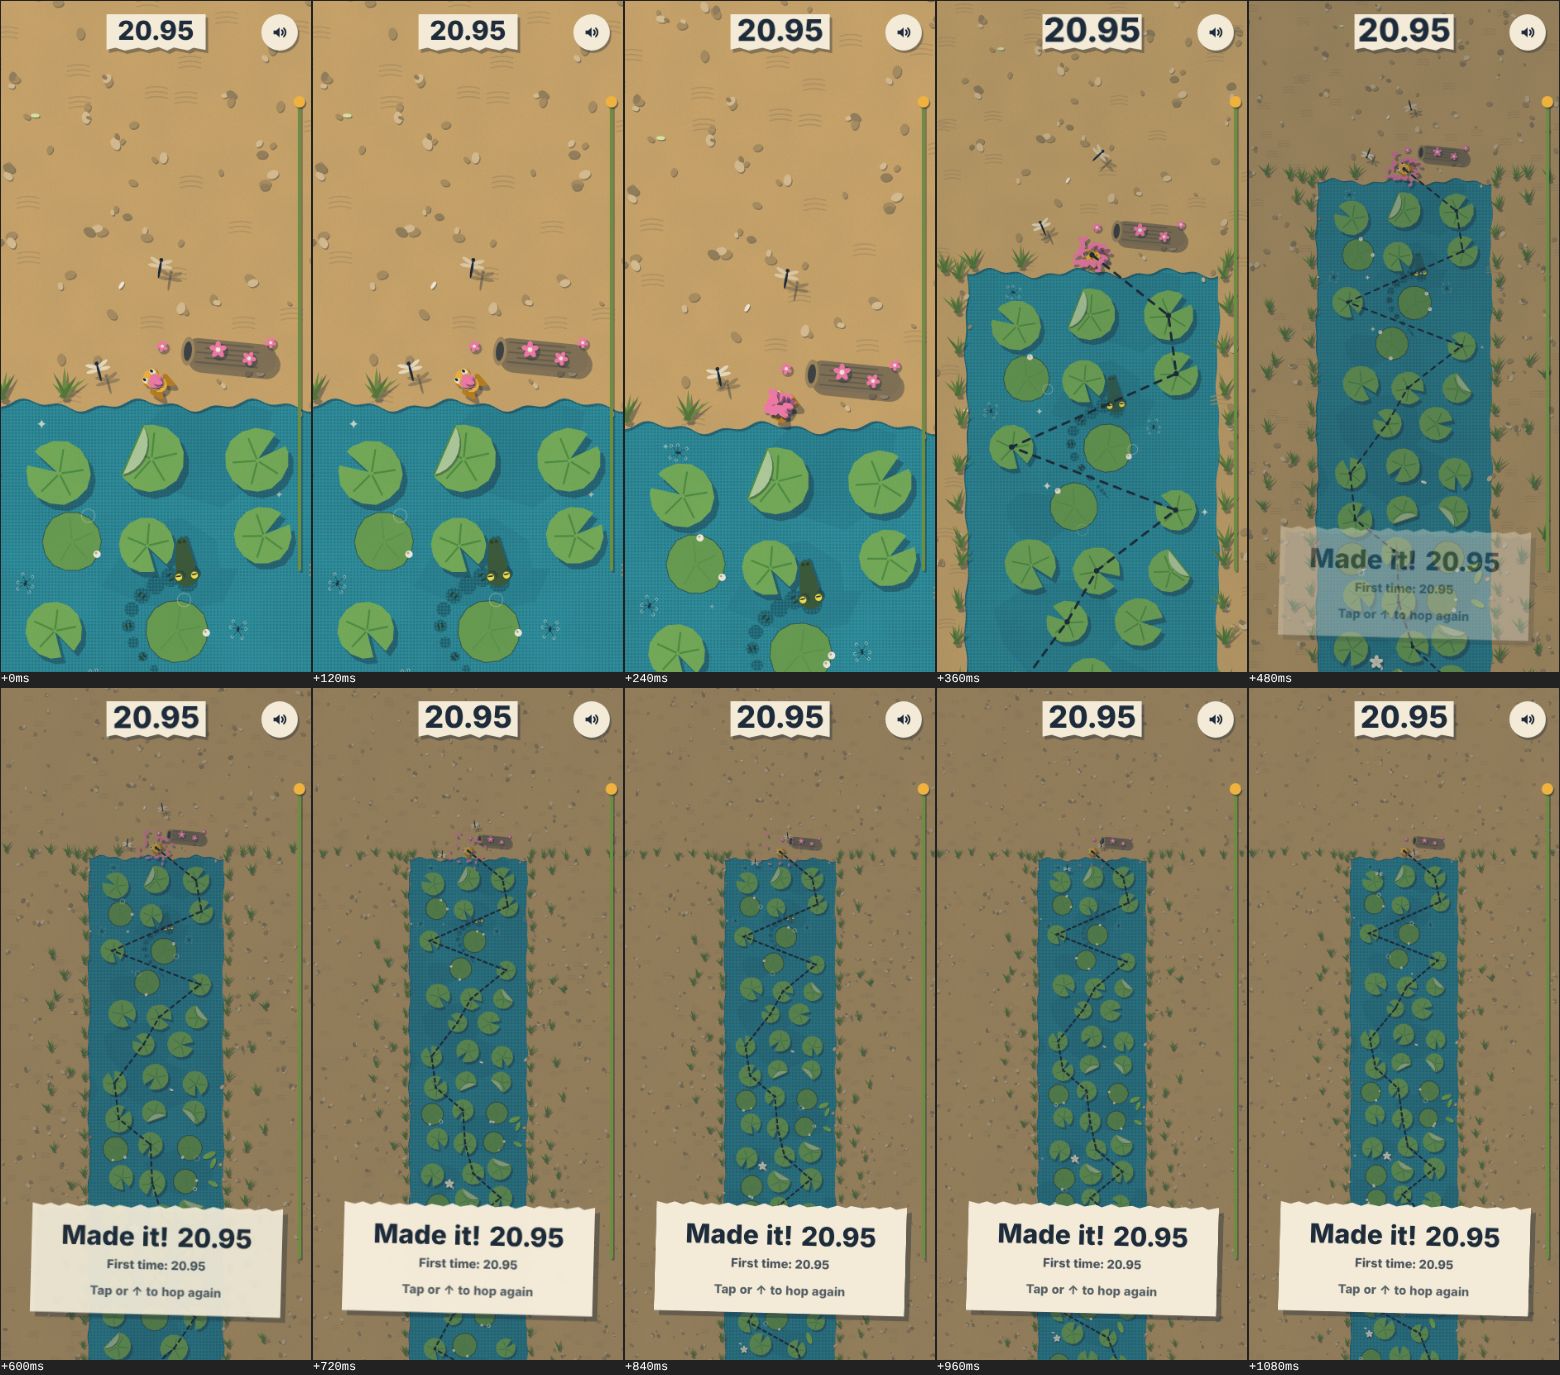 20.95
20.95
20.95
20.95
20.95
Made it! 20.95
First time: 20.95
Tap or ↑ to hop again
+0ms
+120ms
+240ms
+360ms
+480ms
20.95
20.95
20.95
20.95
20.95
Made it! 20.95
First time: 20.95
Tap or ↑ to hop again
Made it! 20.95
First time: 20.95
Tap or ↑ to hop again
Made it! 20.95
First time: 20.95
Tap or ↑ to hop again
Made it! 20.95
First time: 20.95
Tap or ↑ to hop again
Made it! 20.95
First time: 20.95
Tap or ↑ to hop again
+600ms
+720ms
+840ms
+960ms
+1080ms